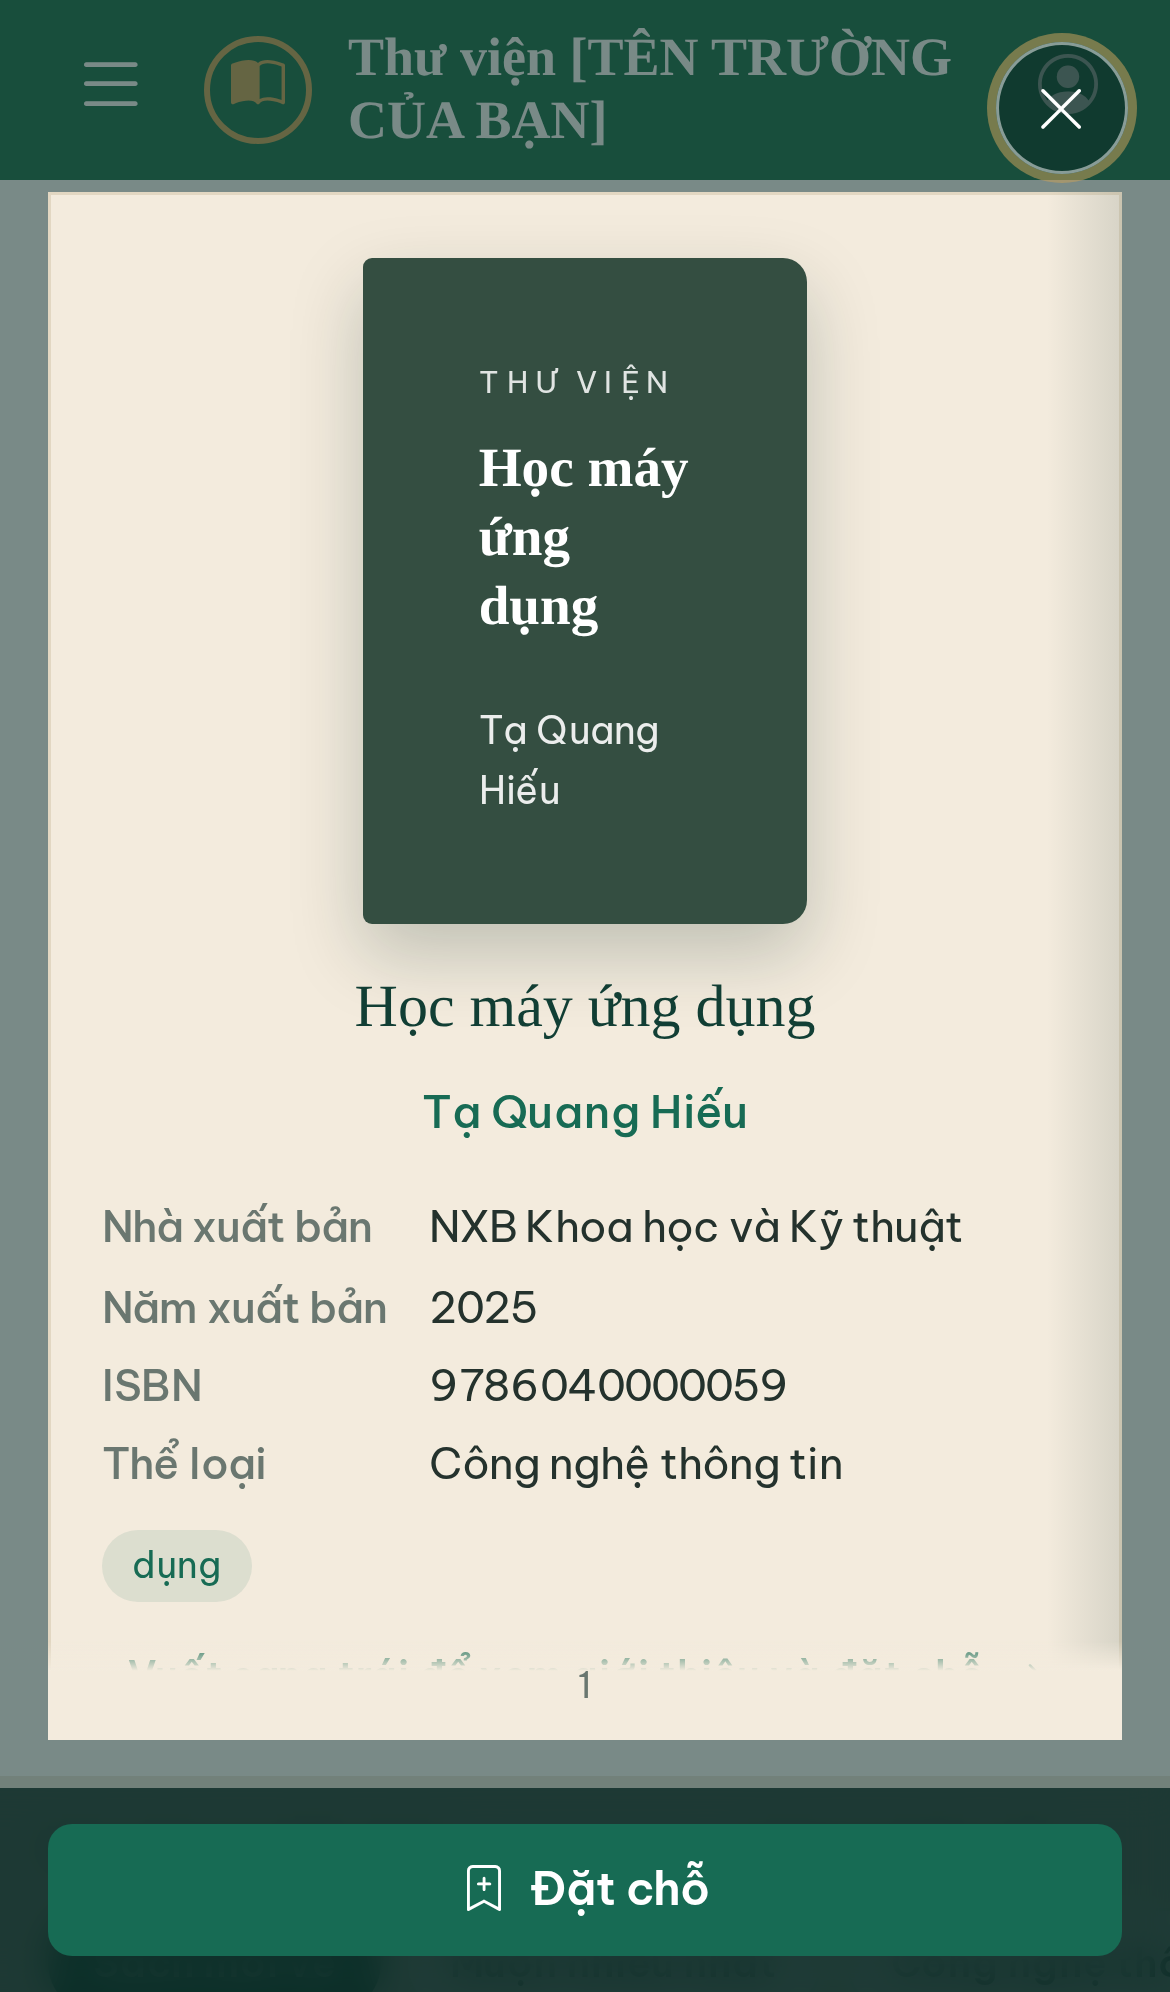 Thư viện [TÊN TRƯỜNG
CỦA BẠN]
THƯ VIỆN
Học máy
ứng
dụng
Tạ Quang
Hiếu
Học máy ứng dụng
Tạ Quang Hiếu
Nhà xuất bản NXB Khoa học và Kỹ thuật
Năm xuất bản 2025
ISBN 9786040000059
Thể loại Công nghệ thông tin
dụng
1
Đặt chỗ